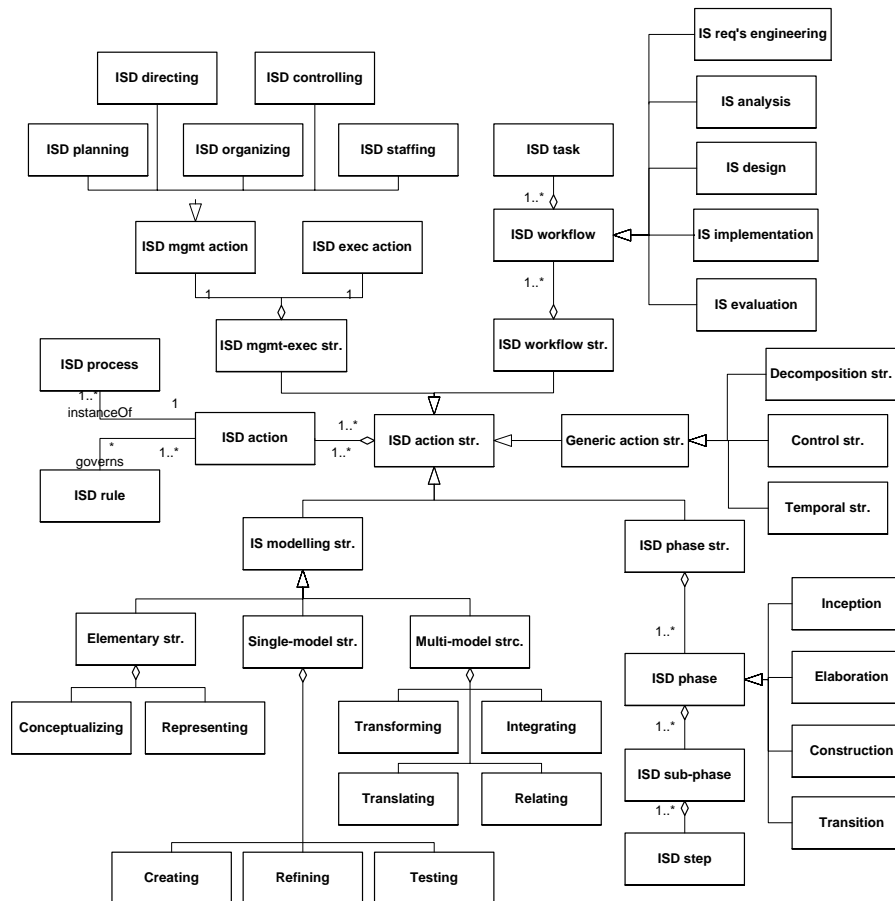 IS req's engineering
ISD directing
ISD controlling
IS analysis
ISD planning
ISD organizing
ISD staffing
ISD task
IS design
1..*
ISD mgmt action
ISD exec action
ISD workflow
IS implementation
1..*
1
1
IS evaluation
ISD mgmt-exec str.
ISD workflow str.
ISD process
Decomposition str.
1..*
instanceOf
1
ISD action
1..*
1..*
ISD action str.
Generic action str.
Control str.
*
governs
1..*
ISD rule
Temporal str.
IS modelling str.
ISD phase str.
Inception
1..*
Elementary str.
Single-model str.
Multi-model strc.
ISD phase
Elaboration
Conceptualizing
Representing
Transforming
Integrating
1..*
Construction
ISD sub-phase
Translating
Relating
1..*
Transition
ISD step
Creating
Refining
Testing